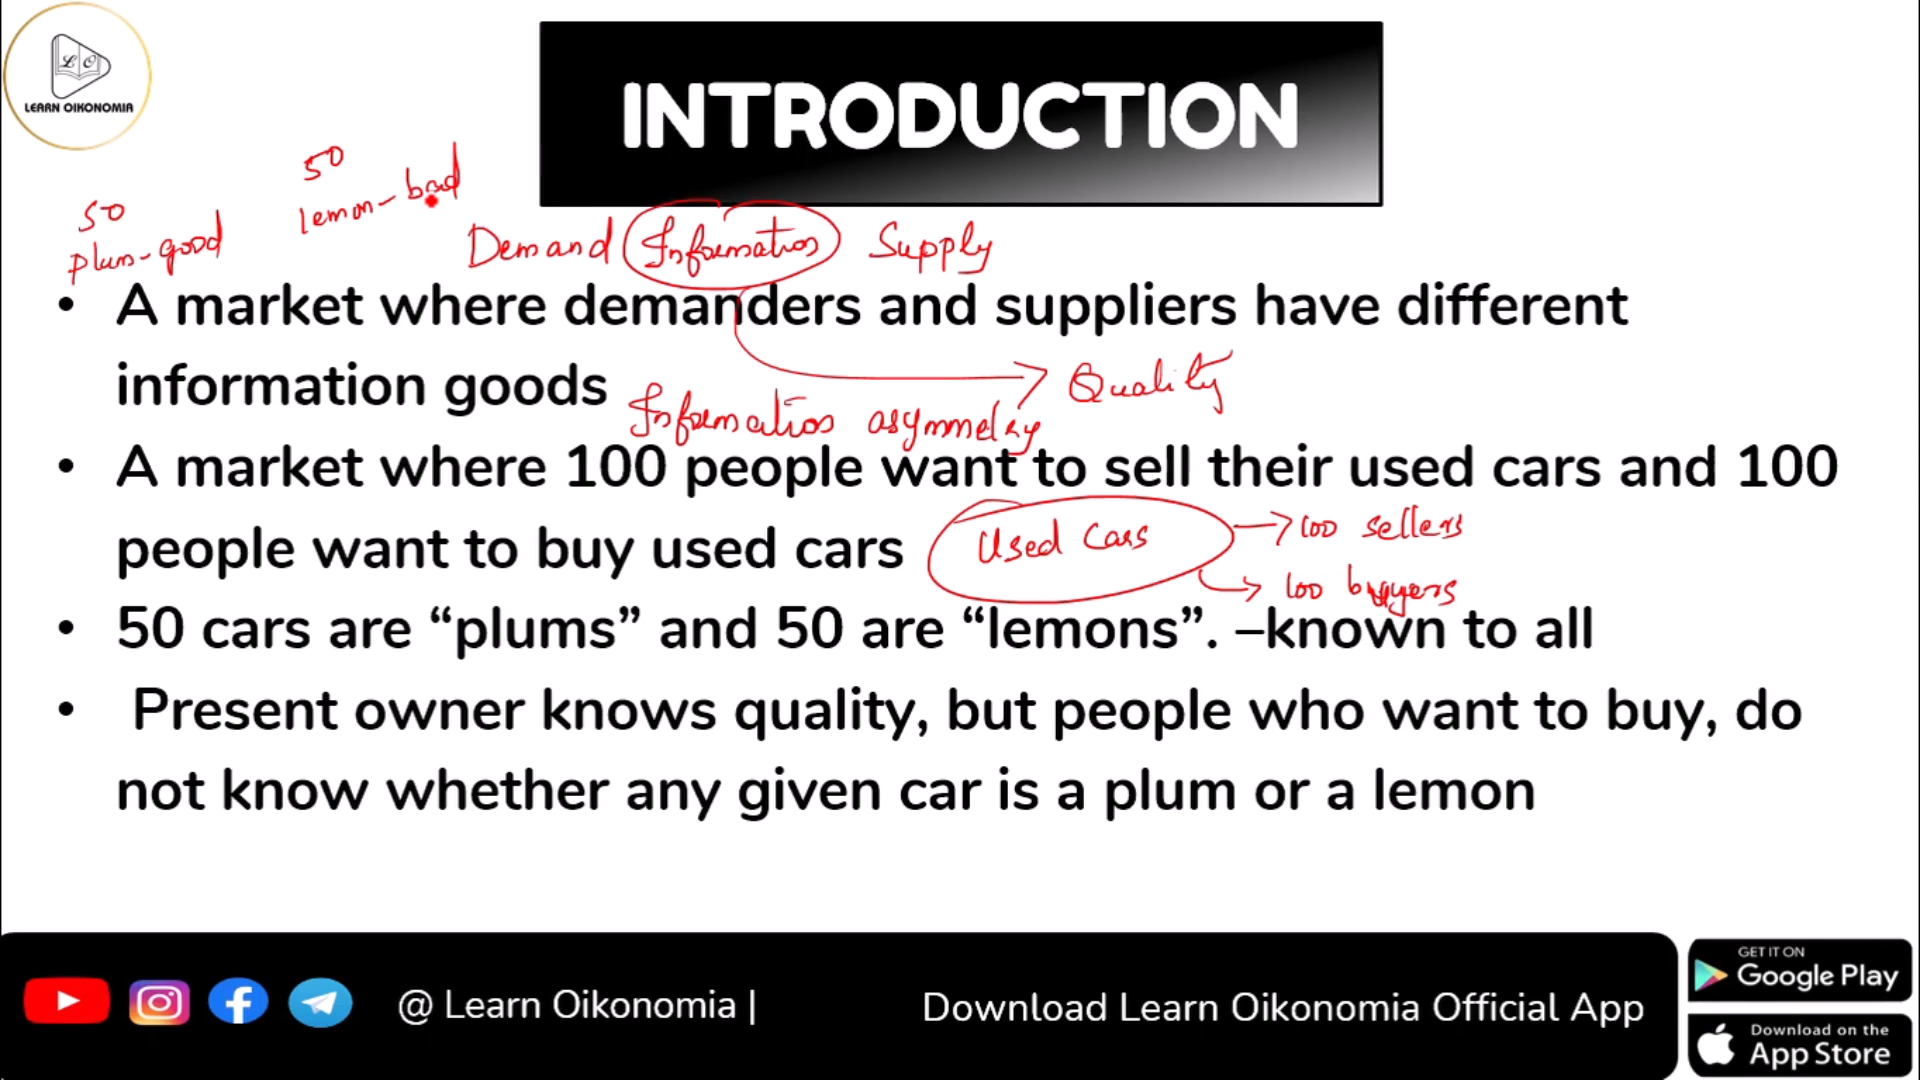 LO
LEARN OIKONOMIA
INTRODUCTION
50
lemon - bad
50
plum - good
Demand Information Supply
• A market where demanders and suppliers have different
information goods
Quality
Information asymmetry
• A market where 100 people want to sell their used cars and 100
people want to buy used cars
Used Cars
100 sellers
100 buyers
• 50 cars are “plums” and 50 are “lemons”. –known to all
• Present owner knows quality, but people who want to buy, do
not know whether any given car is a plum or a lemon
@ Learn Oikonomia |
Download Learn Oikonomia Official App
GET IT ON
Google Play
Download on the
App Store